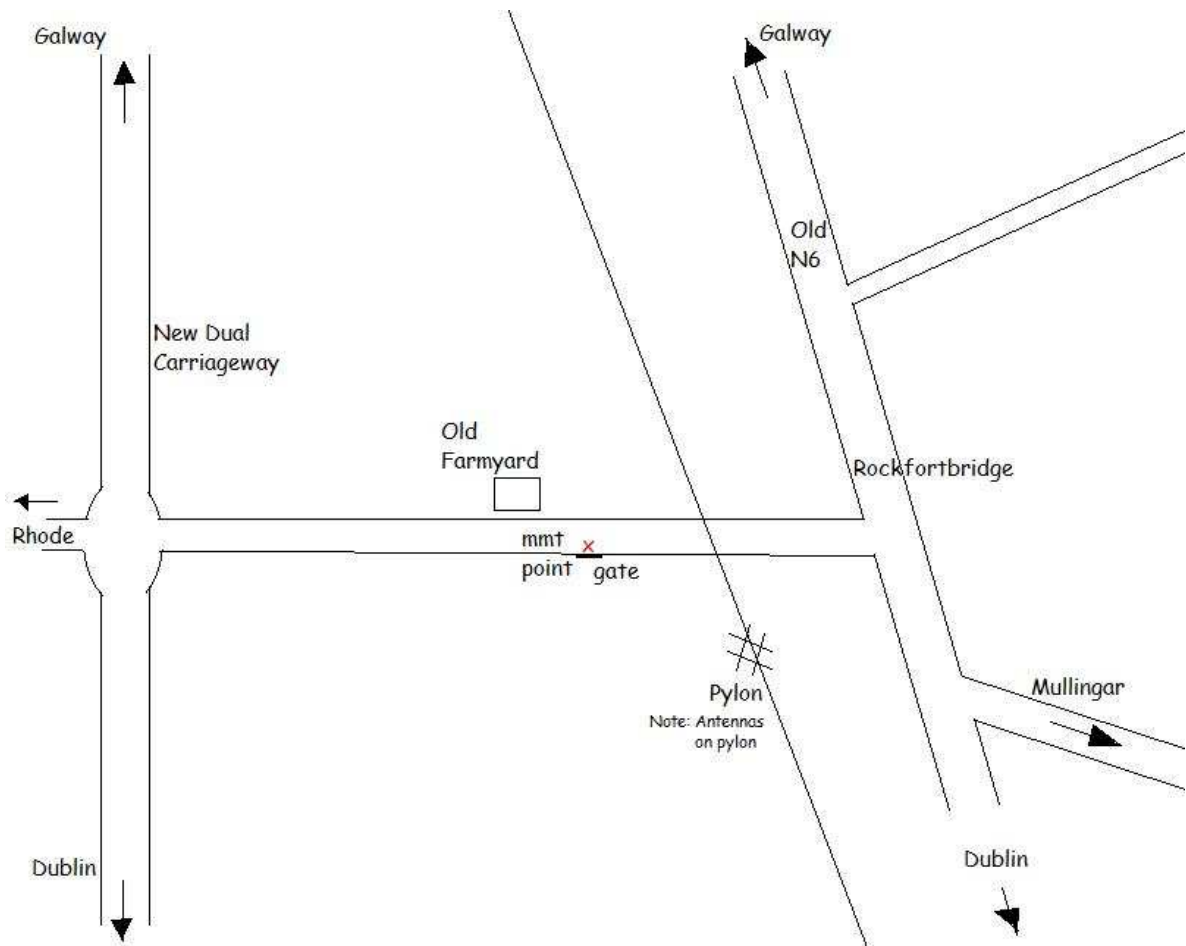 Galway
Galway
Old
N6
New Dual
Carriageway
Old
Farmyard
Rockfortbridge
Rhode
mmt
point gate
Mullingar
Pylon
Note: Antennas
on pylon
Dublin
Dublin